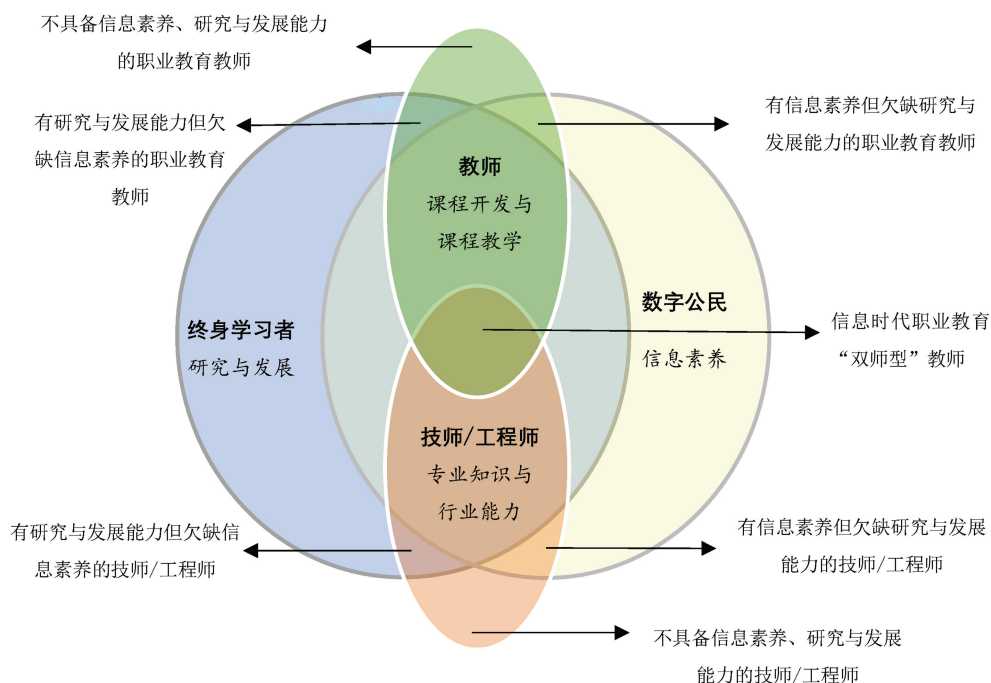 不具备信息素养、研究与发展能力
的职业教育教师
有研究与发展能力但欠
缺信息素养的职业教育
教师
有信息素养但欠缺研究与
发展能力的职业教育教师
教师
课程开发与
课程教学
终身学习者
研究与发展
数字公民
信息素养
信息时代职业教育
“双师型”教师
技师/工程师
专业知识与
行业能力
有研究与发展能力但欠缺信
息素养的技师/工程师
有信息素养但欠缺研究与发展
能力的技师/工程师
不具备信息素养、研究与发展
能力的技师/工程师